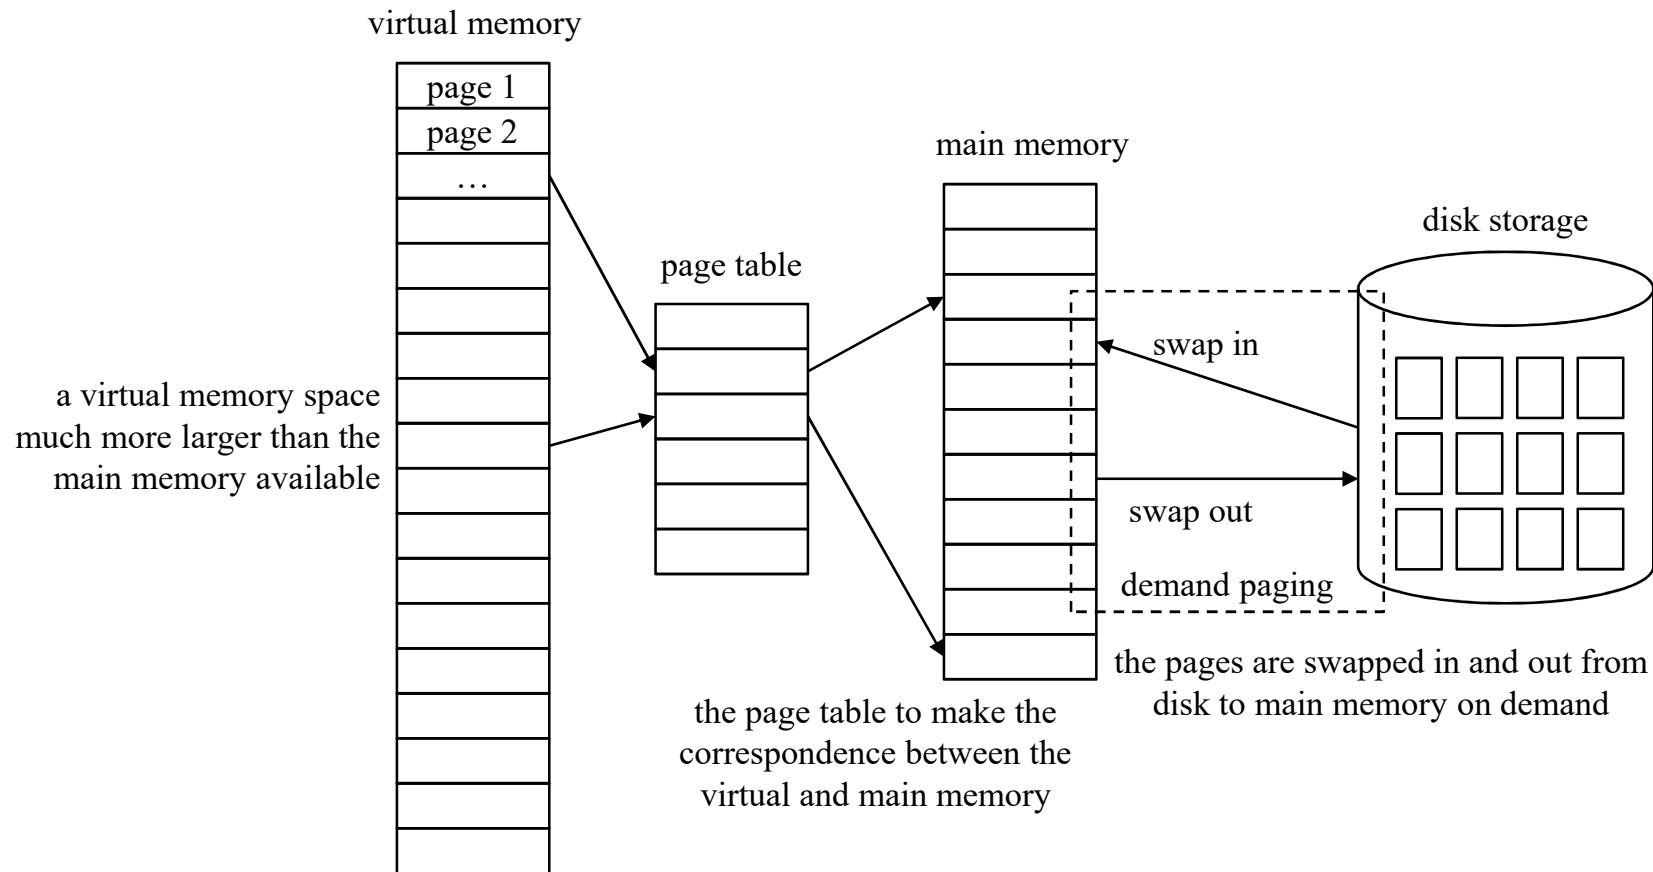 virtual memory
page 1
page 2
…
a virtual memory space
much more larger than the
main memory available
page table
the page table to make the
correspondence between the
virtual and main memory
main memory
swap in
swap out
demand paging
disk storage
the pages are swapped in and out from
disk to main memory on demand